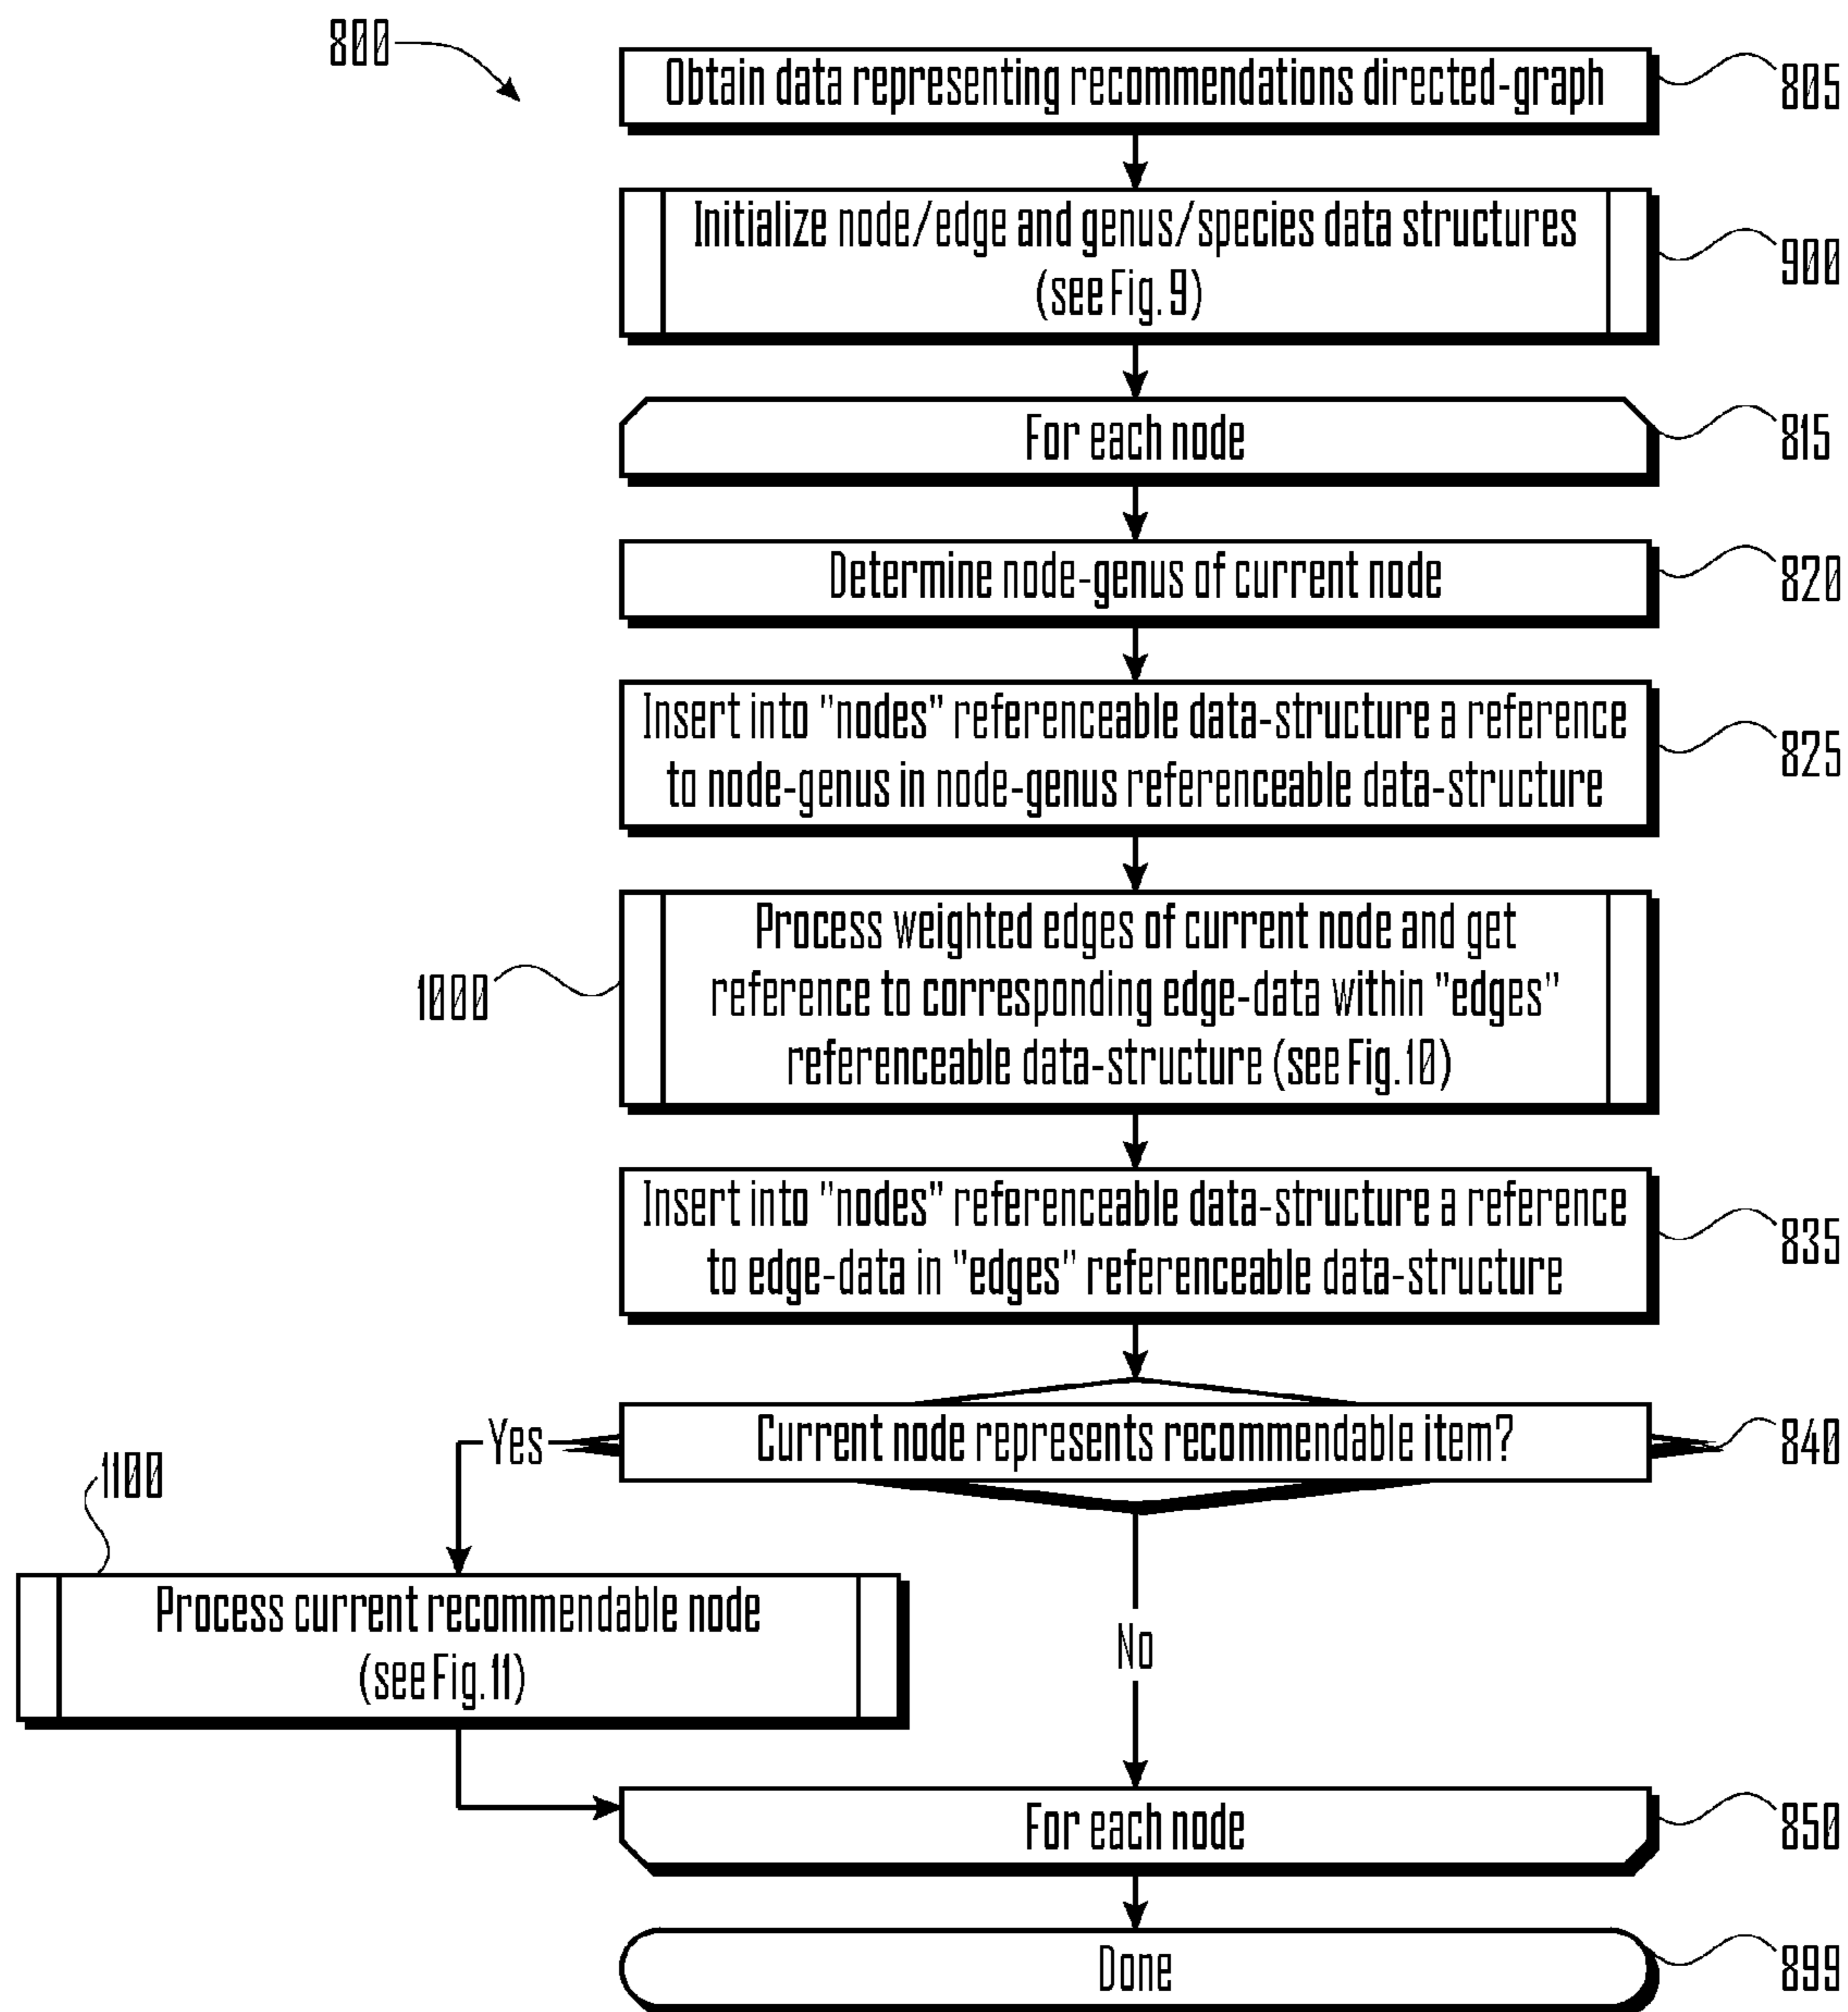 800
Obtain data representing recommendations directed-graph
805
Initialize node/edge and genus/species data structures
(see Fig. 9)
900
For each node
815
Determine node-genus of current node
820
Insert into "nodes" referenceable data-structure a reference
to node-genus in node-genus referenceable data-structure
825
Process weighted edges of current node and get
reference to corresponding edge-data within "edges"
referenceable data-structure (see Fig. 10)
1000
Insert into "nodes" referenceable data-structure a reference
to edge-data in "edges" referenceable data-structure
835
Current node represents recommendable item?
840
Yes
1100
Process current recommendable node
(see Fig. 11)
No
For each node
850
Done
899